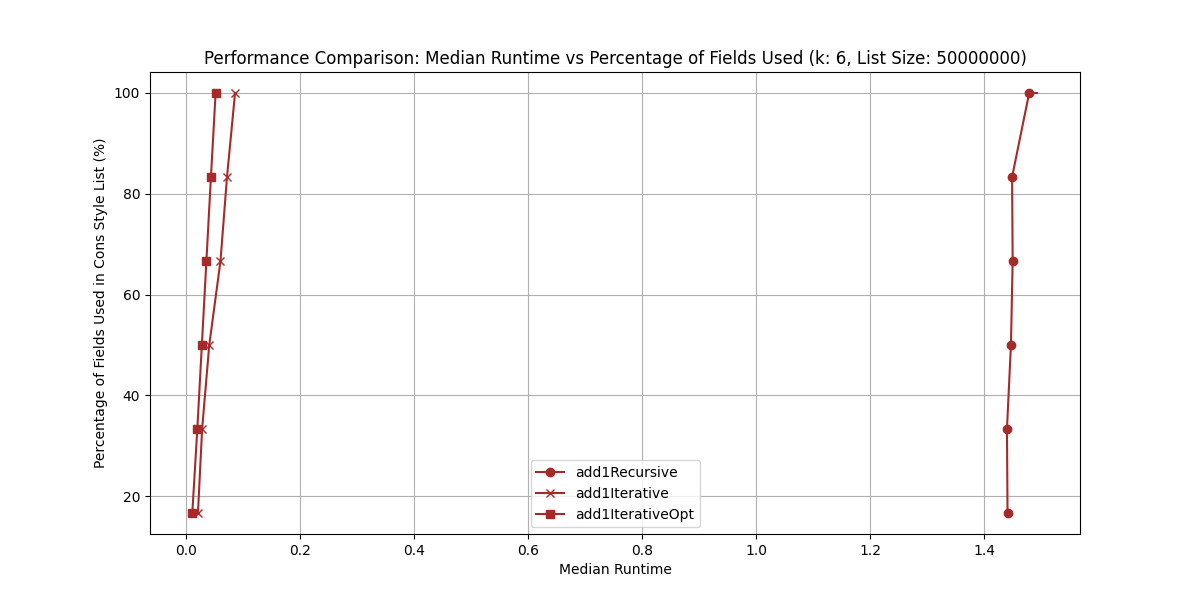 Performance Comparison: Median Runtime vs Percentage of Fields Used (k: 6, List Size: 50000000)
Percentage of Fields Used in Cons Style List (%)
100
80
60
40
20
add1Recursive
add1Iterative
add1IterativeOpt
0.0 0.2 0.4 0.6 0.8 1.0 1.2 1.4
Median Runtime